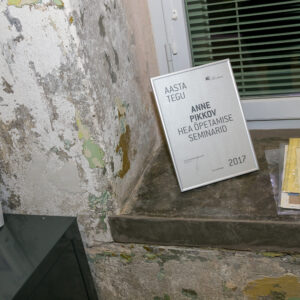 AASTA
TEGU
ANNE
PIKKOV
HEA ÕPETAMISE
SEMINARID
2017